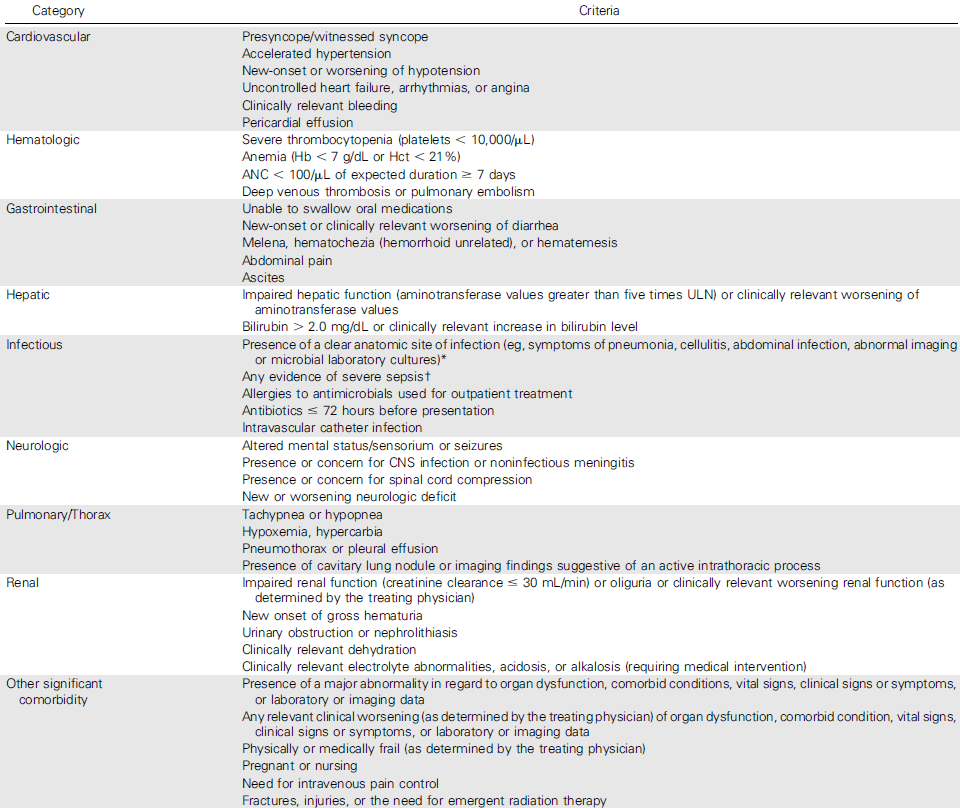 Category Criteria
Cardiovascular Presyncope/witnessed syncope
Accelerated hypertension
New-onset or worsening of hypotension
Uncontrolled heart failure, arrhythmias, or angina
Clinically relevant bleeding
Pericardial effusion
Hematologic Severe thrombocytopenia (platelets < 10,000/μL)
Anemia (Hb < 7 g/dL or Hct < 21%)
ANC < 100/μL of expected duration ≥ 7 days
Deep venous thrombosis or pulmonary embolism
Gastrointestinal Unable to swallow oral medications
New-onset or clinically relevant worsening of diarrhea
Melena, hematochezia (hemorrhoid unrelated), or hematemesis
Abdominal pain
Ascites
Hepatic Impaired hepatic function (aminotransferase values greater than five times ULN) or clinically relevant worsening of
aminotransferase values
Bilirubin > 2.0 mg/dL or clinically relevant increase in bilirubin level
Infectious Presence of a clear anatomic site of infection (eg, symptoms of pneumonia, cellulitis, abdominal infection, abnormal imaging
or microbial laboratory cultures)*
Any evidence of severe sepsis†
Allergies to antimicrobials used for outpatient treatment
Antibiotics ≤ 72 hours before presentation
Intravascular catheter infection
Neurologic Altered mental status/sensorium or seizures
Presence or concern for CNS infection or noninfectious meningitis
Presence or concern for spinal cord compression
New or worsening neurologic deficit
Pulmonary/Thorax Tachypnea or hypopnea
Hypoxemia, hypercarbia
Pneumothorax or pleural effusion
Presence of cavitary lung nodule or imaging findings suggestive of an active intrathoracic process
Renal Impaired renal function (creatinine clearance ≤ 30 mL/min) or oliguria or clinically relevant worsening renal function (as
determined by the treating physician)
New onset of gross hematuria
Urinary obstruction or nephrolithiasis
Clinically relevant dehydration
Clinically relevant electrolyte abnormalities, acidosis, or alkalosis (requiring medical intervention)
Other significant Presence of a major abnormality in regard to organ dysfunction, comorbid conditions, vital signs, clinical signs or symptoms,
comorbidity or laboratory or imaging data
Any relevant clinical worsening (as determined by the treating physician) of organ dysfunction, comorbid condition, vital signs,
clinical signs or symptoms, or laboratory or imaging data
Physically or medically frail (as determined by the treating physician)
Pregnant or nursing
Need for intravenous pain control
Fractures, injuries, or the need for emergent radiation therapy